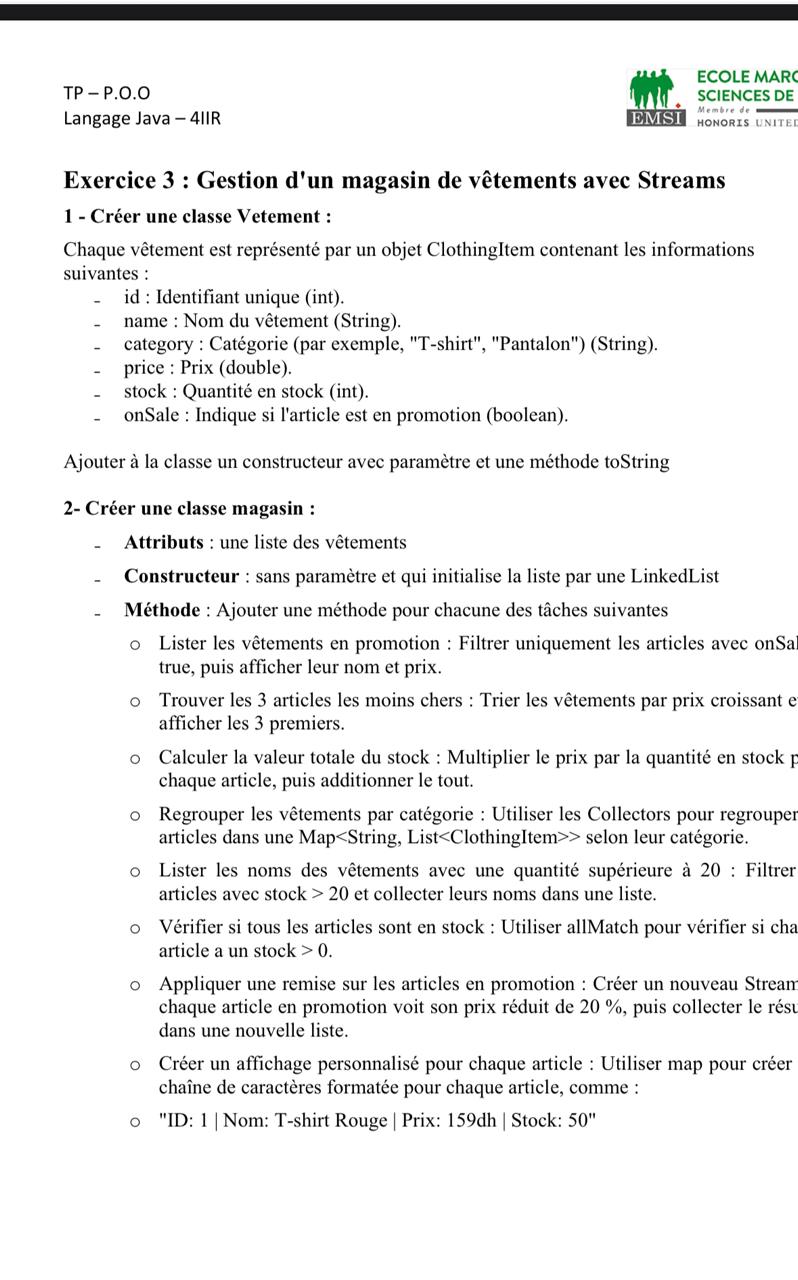 TP – P.O.O
Langage Java – 4IIR
EMSI
ECOLE MARO
SCIENCES DE
Membre de
HONORIS UNITED
Exercice 3 : Gestion d'un magasin de vêtements avec Streams
1 - Créer une classe Vetement :
Chaque vêtement est représenté par un objet ClothingItem contenant les informations
suivantes :
- id : Identifiant unique (int).
- name : Nom du vêtement (String).
- category : Catégorie (par exemple, "T-shirt", "Pantalon") (String).
- price : Prix (double).
- stock : Quantité en stock (int).
- onSale : Indique si l'article est en promotion (boolean).
Ajouter à la classe un constructeur avec paramètre et une méthode toString
2- Créer une classe magasin :
- Attributs : une liste des vêtements
- Constructeur : sans paramètre et qui initialise la liste par une LinkedList
- Méthode : Ajouter une méthode pour chacune des tâches suivantes
o Lister les vêtements en promotion : Filtrer uniquement les articles avec onSal
true, puis afficher leur nom et prix.
o Trouver les 3 articles les moins chers : Trier les vêtements par prix croissant e
afficher les 3 premiers.
o Calculer la valeur totale du stock : Multiplier le prix par la quantité en stock p
chaque article, puis additionner le tout.
o Regrouper les vêtements par catégorie : Utiliser les Collectors pour regrouper
articles dans une Map<String, List<ClothingItem>> selon leur catégorie.
o Lister les noms des vêtements avec une quantité supérieure à 20 : Filtrer
articles avec stock > 20 et collecter leurs noms dans une liste.
o Vérifier si tous les articles sont en stock : Utiliser allMatch pour vérifier si cha
article a un stock > 0.
o Appliquer une remise sur les articles en promotion : Créer un nouveau Stream
chaque article en promotion voit son prix réduit de 20 %, puis collecter le résu
dans une nouvelle liste.
o Créer un affichage personnalisé pour chaque article : Utiliser map pour créer
chaîne de caractères formatée pour chaque article, comme :
o "ID: 1 | Nom: T-shirt Rouge | Prix: 159dh | Stock: 50"